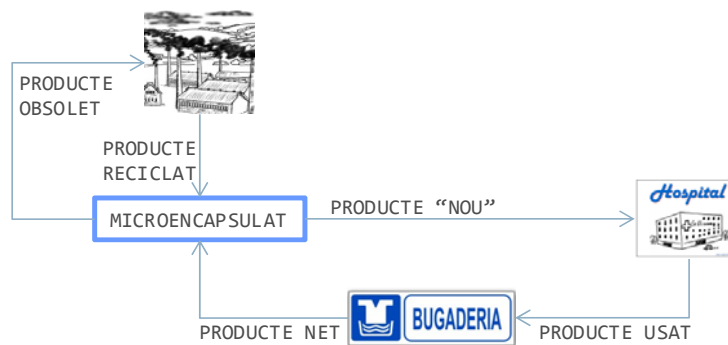 PRODUCTE
OBSOLET
PRODUCTE
RECICLAT
MICROENCAPSULAT
PRODUCTE “NOU”
Hospital
BUGADERIA
PRODUCTE NET
PRODUCTE USAT